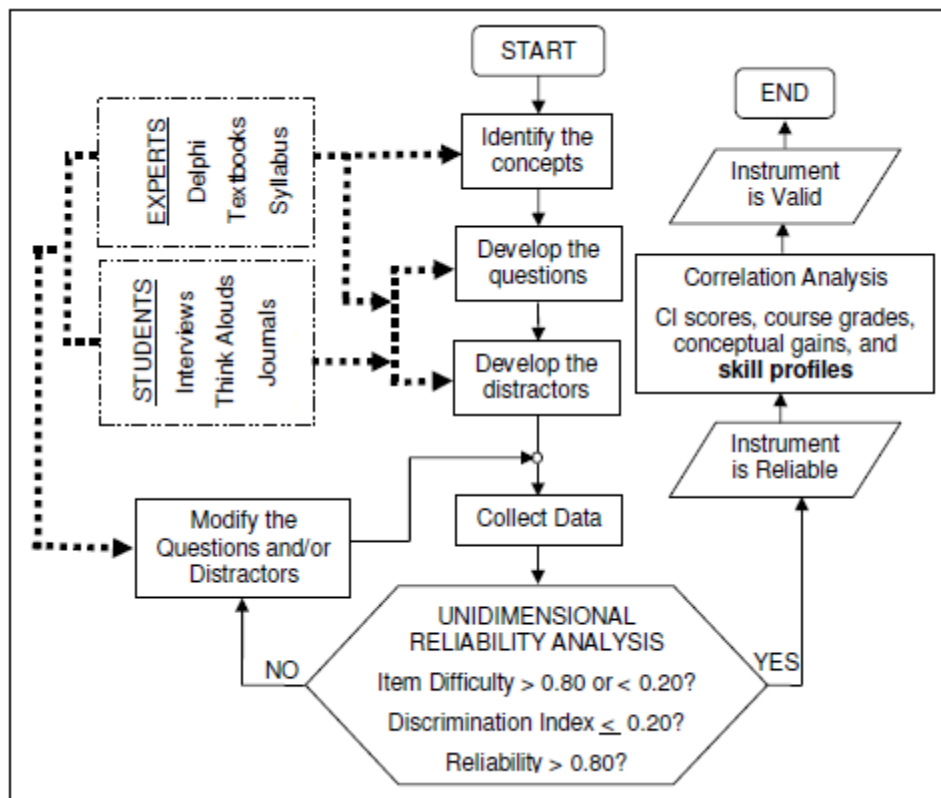 START
END
EXPERTS
Delphi
Textbooks
Syllabus
Identify the
concepts
Instrument
is Valid
Develop the
questions
STUDENTS
Interviews
Think Alouds
Journals
Correlation Analysis
CI scores, course grades,
conceptual gains, and
skill profiles
Develop the
distractors
Instrument
is Reliable
Modify the
Questions and/or
Distractors
Collect Data
UNIDIMENSIONAL
RELIABILITY ANALYSIS
NO
YES
Item Difficulty > 0.80 or < 0.20?
Discrimination Index ≤ 0.20?
Reliability > 0.80?